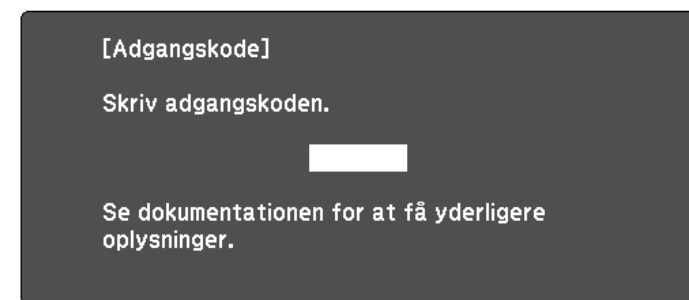 [Adgangskode]
Skriv adgangskoden.
Se dokumentationen for at få yderligere
oplysninger.